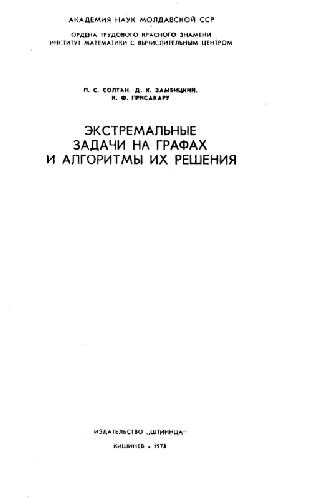 АКАДЕМИЯ НАУК МОЛДАВСКОЙ ССР
ОРДЕНА ТРУДОВОГО КРАСНОГО ЗНАМЕНИ
ИНСТИТУТ МАТЕМАТИКИ С ВЫЧИСЛИТЕЛЬНЫМ ЦЕНТРОМ
П. С. СОЛТАН, Д. К. ЗАМБИЦКИЙ,
К. Ф. ПРИСАКАРУ
ЭКСТРЕМАЛЬНЫЕ
ЗАДАЧИ НА ГРАФАХ
И АЛГОРИТМЫ ИХ РЕШЕНИЯ
ИЗДАТЕЛЬСТВО „ШТИИНЦА"
КИШИНЕВ • 1973